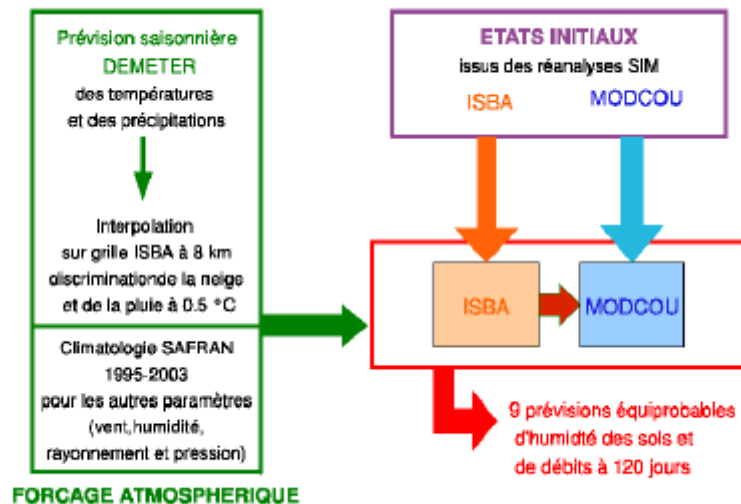 Prévision saisonnière
DEMETER
des températures
et des précipitations
Interpolation
sur grille ISBA à 8 km
discriminationde la neige
et de la pluie à 0.5 °C
Climatologie SAFRAN
1995-2003
pour les autres paramètres
(vent,humidité,
rayonnement et pression)
FORCAGE ATMOSPHERIQUE
ETATS INITIAUX
issus des réanalyses SIM
ISBA MODCOU
ISBA MODCOU
9 prévisions équiprobables
d'humidté des sols et
de débits à 120 jours